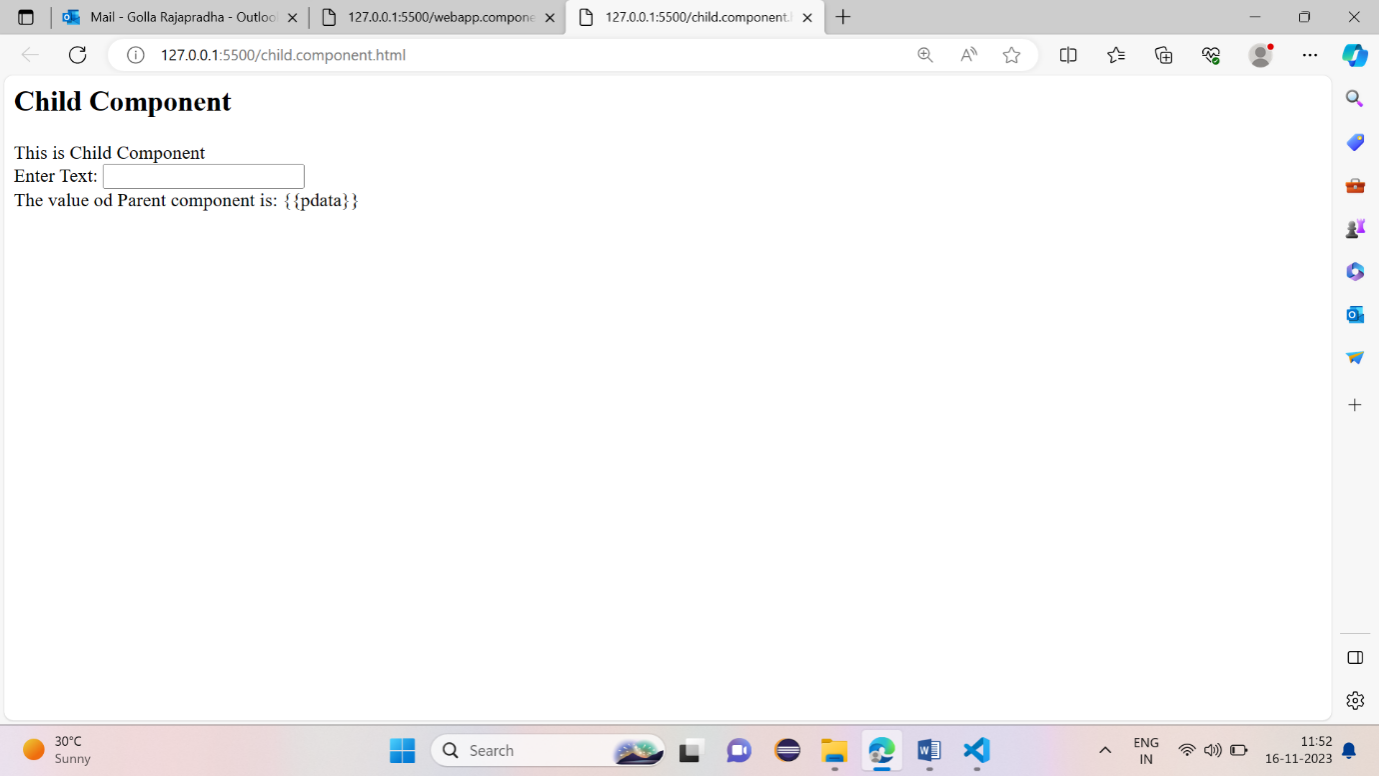 Mail - Golla Rajapradha - Outloo
127.0.0.1:5500/webapp.compone
127.0.0.1:5500/child.component.
127.0.0.1:5500/child.component.html
Child Component
This is Child Component
Enter Text:
The value od Parent component is: {{pdata}}
30°C
Sunny
Search
ENG
IN
11:52
16-11-2023